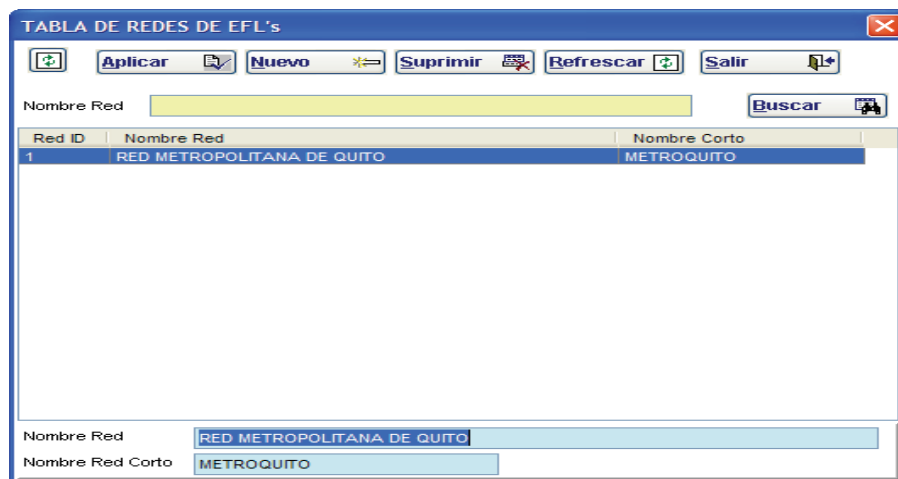 TABLA DE REDES DE EFL's
Aplicar Nuevo Suprimir Refrescar Salir
Nombre Red Buscar
Red ID Nombre Red Nombre Corto
1 RED METROPOLITANA DE QUITO METROQUITO
Nombre Red RED METROPOLITANA DE QUITO
Nombre Red Corto METROQUITO